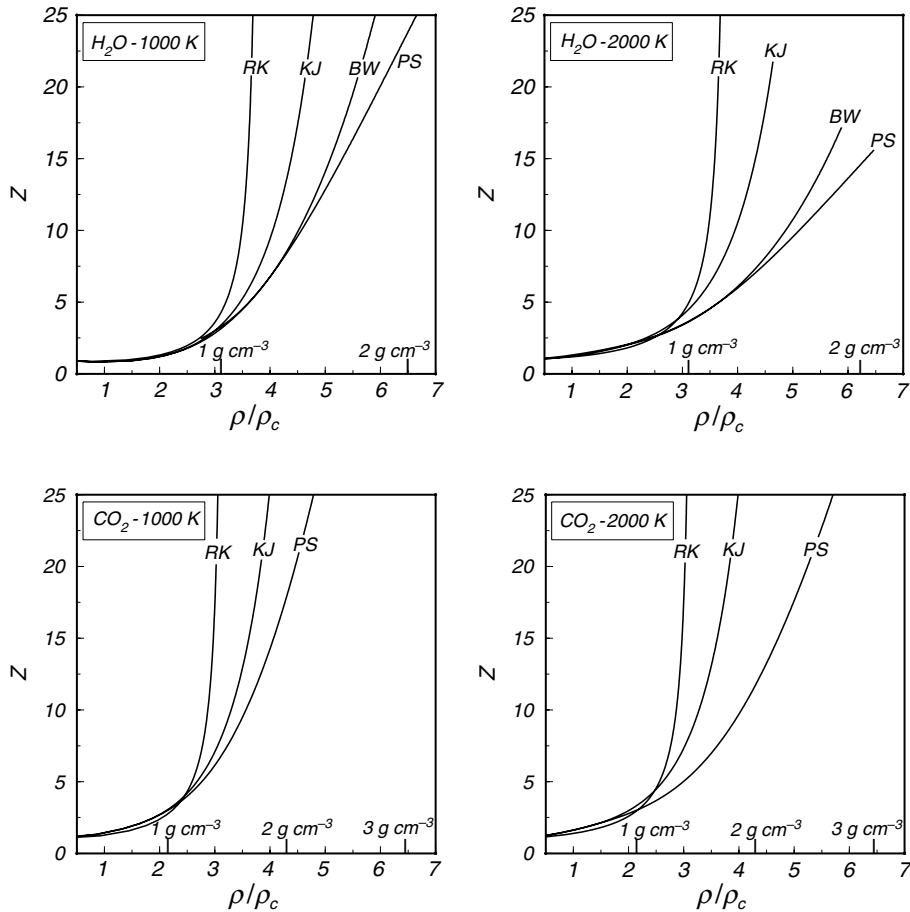 H₂O - 1000 K
RK
KJ
BW
PS
Z
25
20
15
10
5
0
1 g cm⁻³
2 g cm⁻³
1 2 3 4 5 6 7
ρ/ρc
H₂O - 2000 K
RK
KJ
BW
PS
Z
25
20
15
10
5
0
1 g cm⁻³
2 g cm⁻³
1 2 3 4 5 6 7
ρ/ρc
CO₂ - 1000 K
RK
KJ
PS
Z
25
20
15
10
5
0
1 g cm⁻³
2 g cm⁻³
3 g cm⁻³
1 2 3 4 5 6 7
ρ/ρc
CO₂ - 2000 K
RK
KJ
PS
Z
25
20
15
10
5
0
1 g cm⁻³
2 g cm⁻³
3 g cm⁻³
1 2 3 4 5 6 7
ρ/ρc